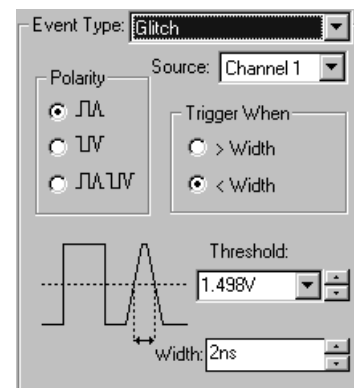 Event Type: Glitch
Source: Channel 1
Polarity
Trigger When
> Width
< Width
Threshold:
1.498V
Width: 2ns